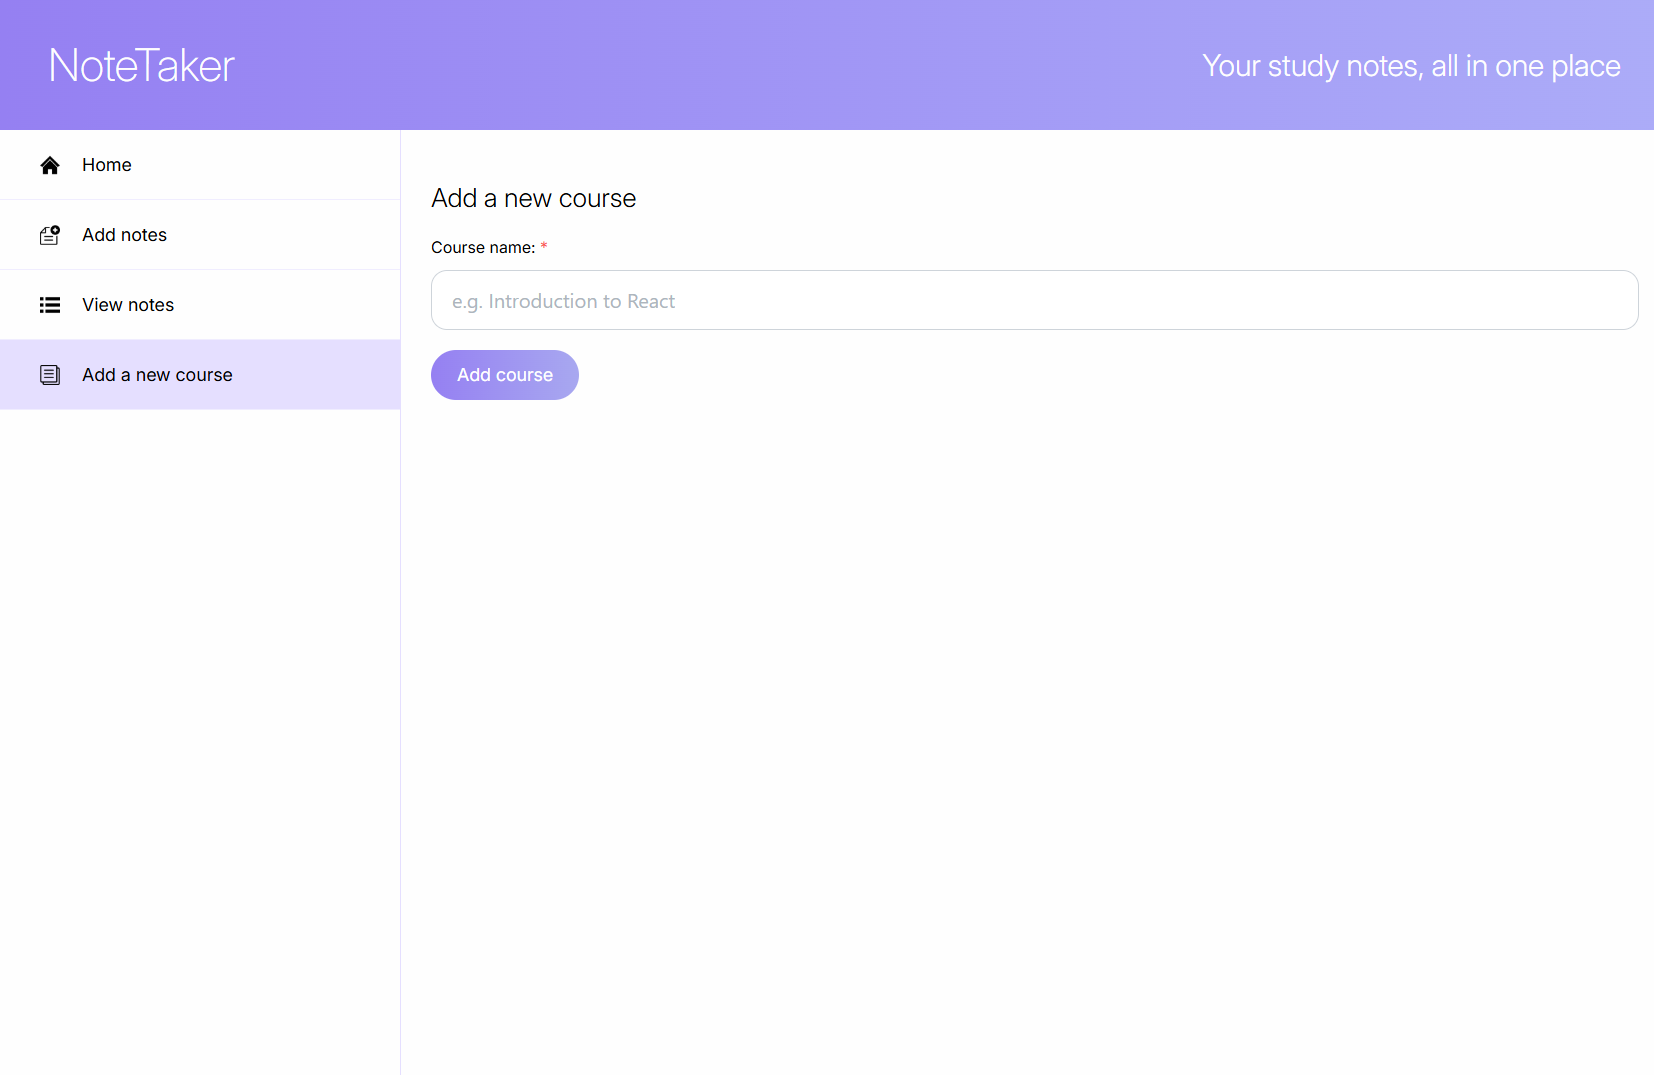 NoteTaker
Your study notes, all in one place
Home
Add notes
View notes
Add a new course
Add a new course
Course name: *
e.g. Introduction to React
Add course